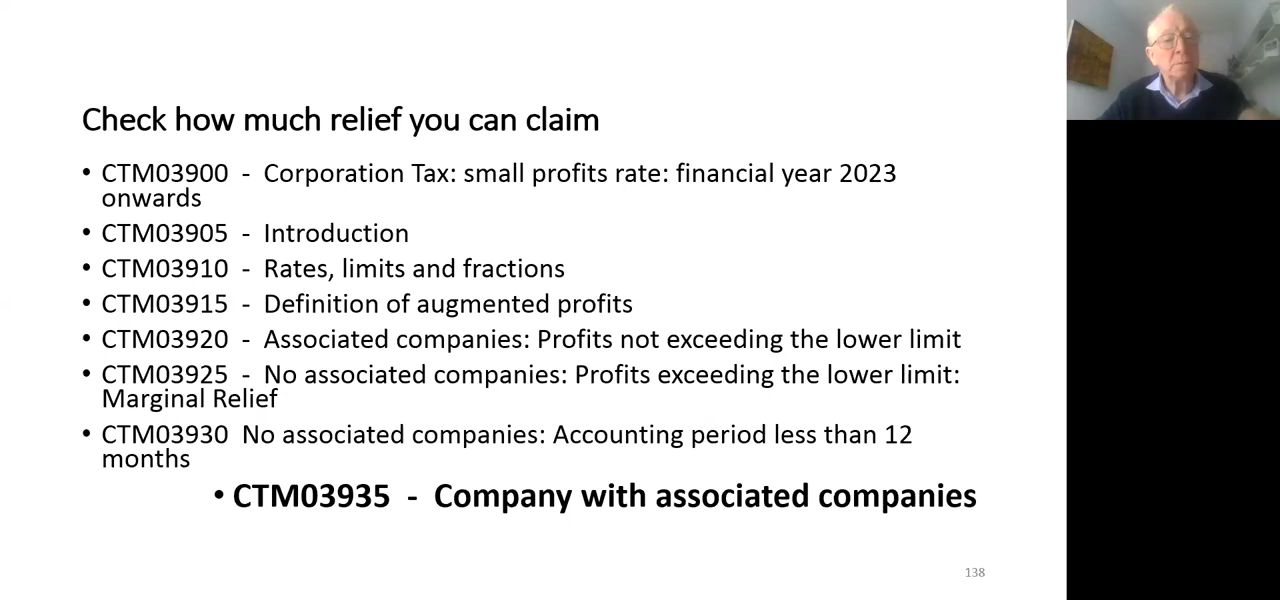 Check how much relief you can claim
• CTM03900 - Corporation Tax: small profits rate: financial year 2023
onwards
• CTM03905 - Introduction
• CTM03910 - Rates, limits and fractions
• CTM03915 - Definition of augmented profits
• CTM03920 - Associated companies: Profits not exceeding the lower limit
• CTM03925 - No associated companies: Profits exceeding the lower limit:
Marginal Relief
• CTM03930 No associated companies: Accounting period less than 12
months
• CTM03935 - Company with associated companies
138